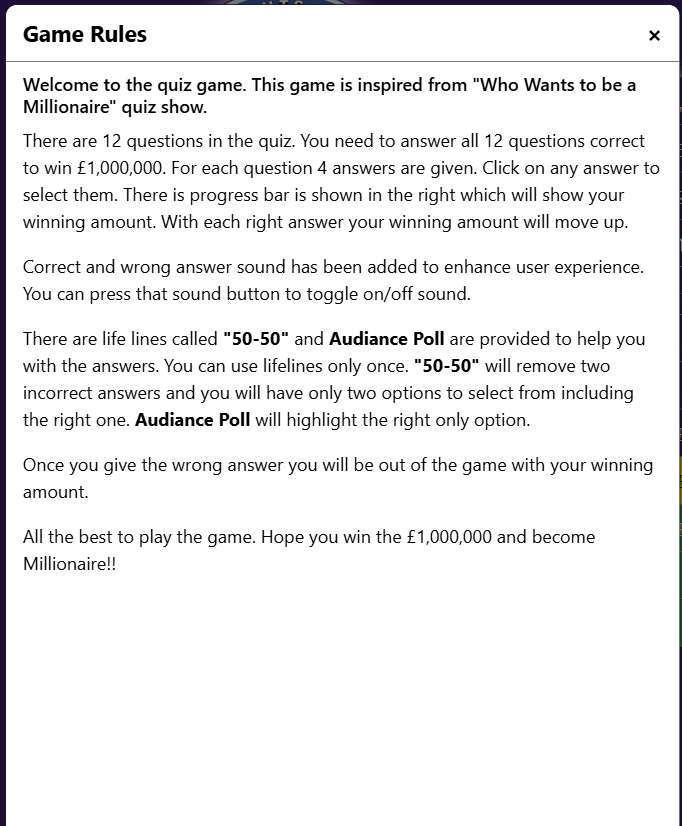 Game Rules ×
Welcome to the quiz game. This game is inspired from "Who Wants to be a
Millionaire" quiz show.
There are 12 questions in the quiz. You need to answer all 12 questions correct
to win £1,000,000. For each question 4 answers are given. Click on any answer to
select them. There is progress bar is shown in the right which will show your
winning amount. With each right answer your winning amount will move up.
Correct and wrong answer sound has been added to enhance user experience.
You can press that sound button to toggle on/off sound.
There are life lines called "50-50" and Audiance Poll are provided to help you
with the answers. You can use lifelines only once. "50-50" will remove two
incorrect answers and you will have only two options to select from including
the right one. Audiance Poll will highlight the right only option.
Once you give the wrong answer you will be out of the game with your winning
amount.
All the best to play the game. Hope you win the £1,000,000 and become
Millionaire!!